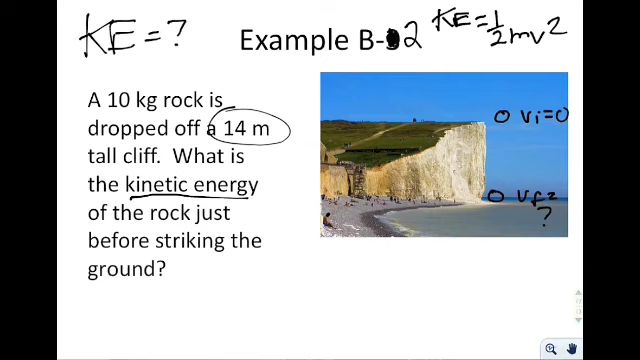 KE = ?
Example B-2
KE = 1/2 mv²
A 10 kg rock is
dropped off a 14 m
tall cliff. What is
the kinetic energy
of the rock just
before striking the
ground?
O Vi=0
O Vf=
?